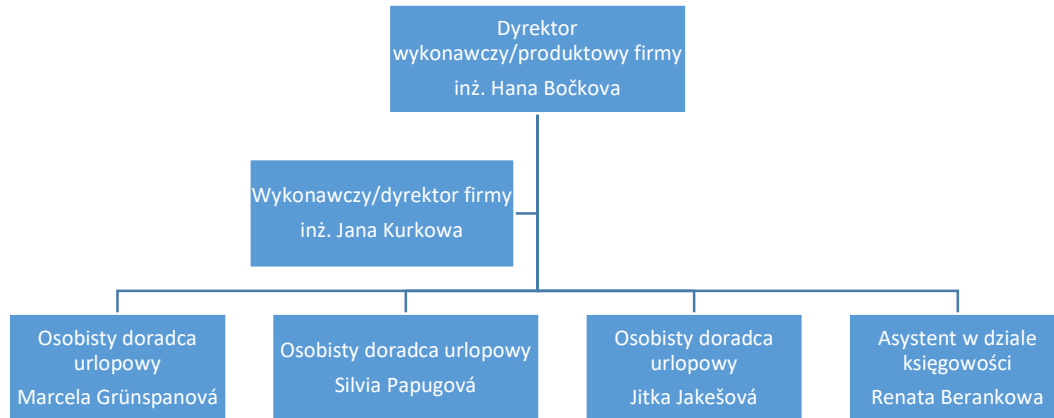 Dyrektor
wykonawczy/produktowy firmy
inż. Hana Bočkova
Wykonawczy/dyrektor firmy
inż. Jana Kurkowa
Osobisty doradca
urlopowy
Marcela Grünspanová
Osobisty doradca urlopowy
Silvia Papugová
Osobisty doradca
urlopowy
Jitka Jakešová
Asystent w dziale
księgowości
Renata Berankowa